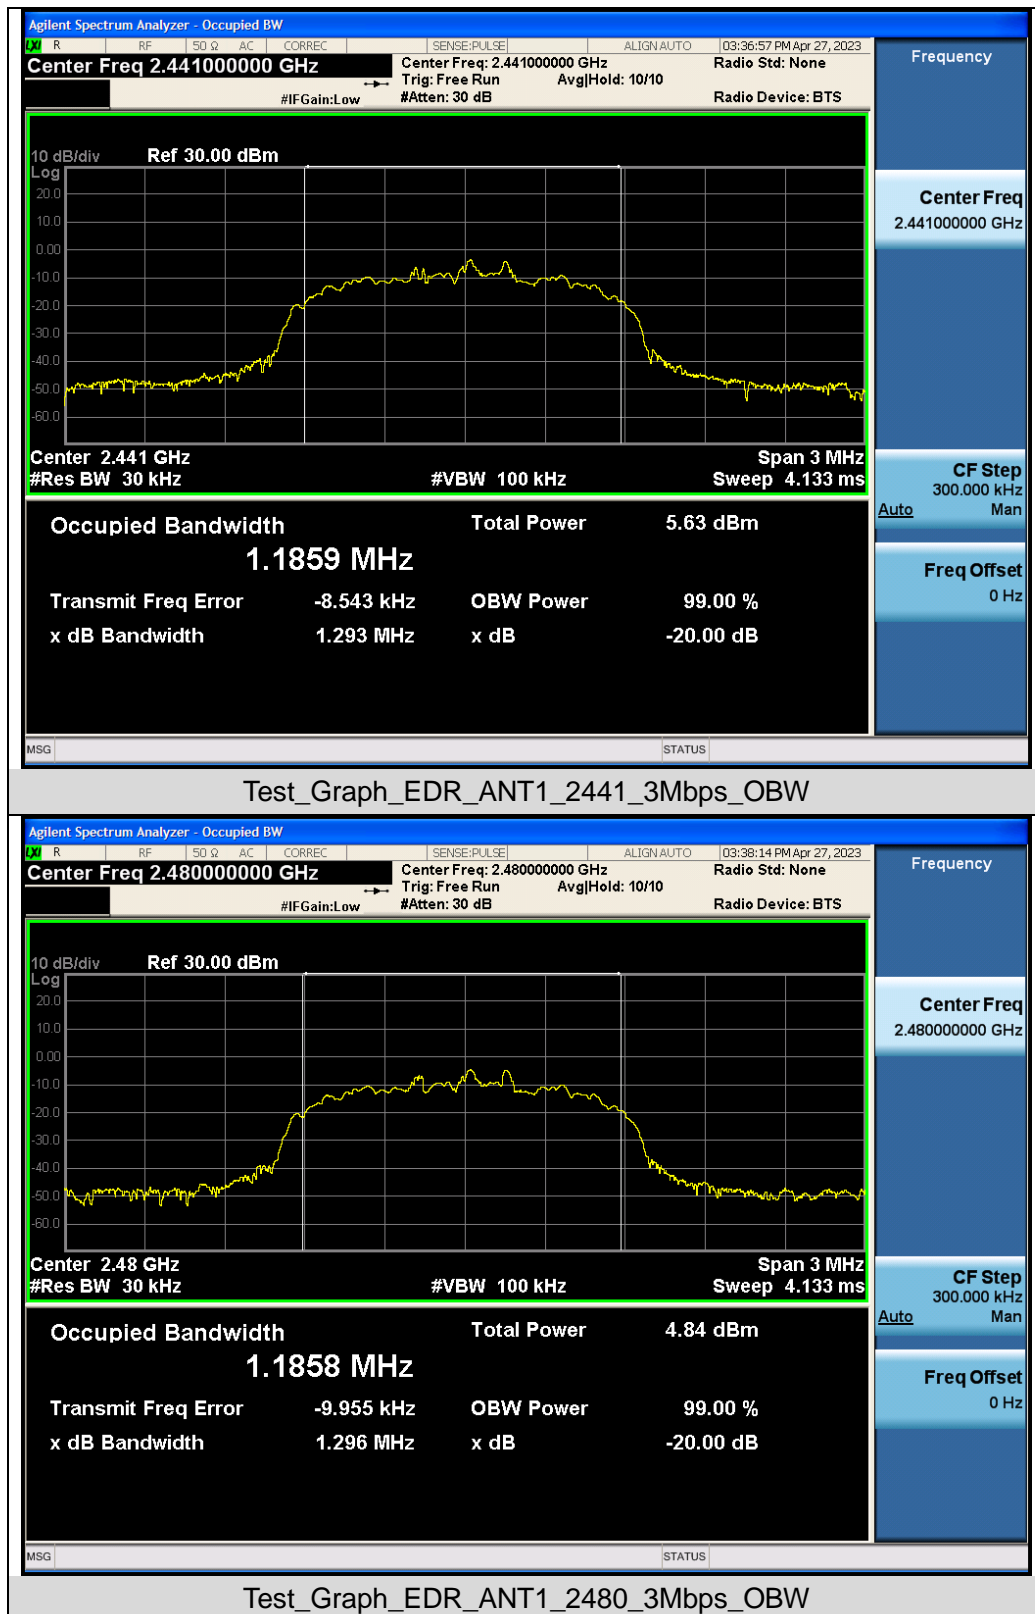 Agilent Spectrum Analyzer - Occupied BW
LXI R RF 50 Ω AC CORREC SENSE:PULSE ALIGN AUTO 03:36:57 PM Apr 27, 2023
Center Freq 2.441000000 GHz
Center Freq: 2.441000000 GHz
Radio Std: None
Trig: Free Run Avg|Hold: 10/10
#IFGain:Low #Atten: 30 dB Radio Device: BTS
10 dB/div Ref 30.00 dBm
Log
20.0
10.0
0.00
-10.0
-20.0
-30.0
-40.0
-50.0
-60.0
Center 2.441 GHz Span 3 MHz
#Res BW 30 kHz #VBW 100 kHz Sweep 4.133 ms
Occupied Bandwidth Total Power 5.63 dBm
1.1859 MHz
Transmit Freq Error -8.543 kHz OBW Power 99.00 %
x dB Bandwidth 1.293 MHz x dB -20.00 dB
MSG STATUS
Frequency
Center Freq
2.441000000 GHz
CF Step
300.000 kHz
Auto Man
Freq Offset
0 Hz
Test_Graph_EDR_ANT1_2441_3Mbps_OBW
Agilent Spectrum Analyzer - Occupied BW
LXI R RF 50 Ω AC CORREC SENSE:PULSE ALIGN AUTO 03:38:14 PM Apr 27, 2023
Center Freq 2.480000000 GHz
Center Freq: 2.480000000 GHz
Radio Std: None
Trig: Free Run Avg|Hold: 10/10
#IFGain:Low #Atten: 30 dB Radio Device: BTS
10 dB/div Ref 30.00 dBm
Log
20.0
10.0
0.00
-10.0
-20.0
-30.0
-40.0
-50.0
-60.0
Center 2.48 GHz Span 3 MHz
#Res BW 30 kHz #VBW 100 kHz Sweep 4.133 ms
Occupied Bandwidth Total Power 4.84 dBm
1.1858 MHz
Transmit Freq Error -9.955 kHz OBW Power 99.00 %
x dB Bandwidth 1.296 MHz x dB -20.00 dB
MSG STATUS
Frequency
Center Freq
2.480000000 GHz
CF Step
300.000 kHz
Auto Man
Freq Offset
0 Hz
Test_Graph_EDR_ANT1_2480_3Mbps_OBW